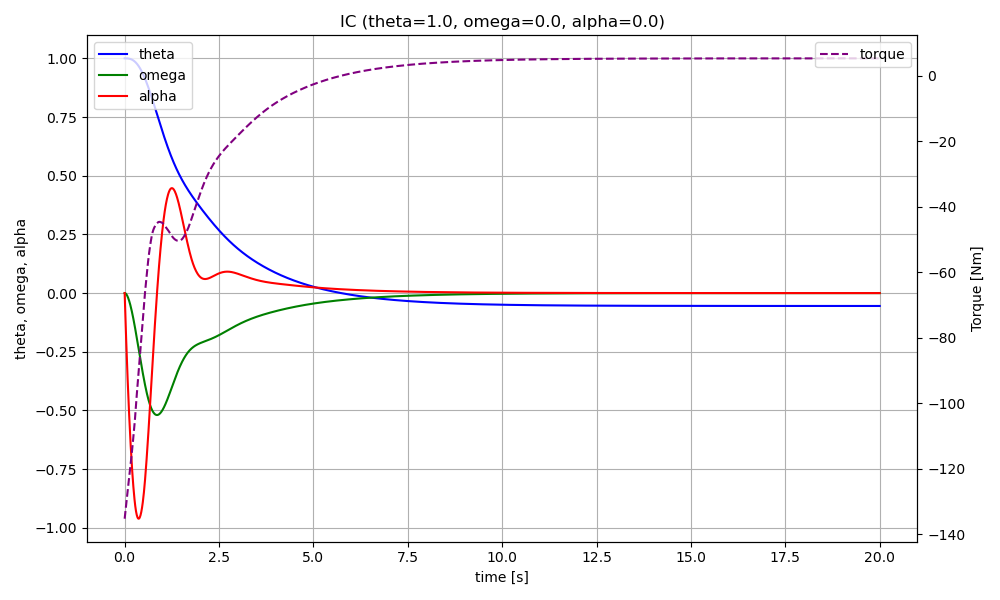 IC (theta=1.0, omega=0.0, alpha=0.0)
theta
omega
alpha
torque
1.00
0.75
0.50
0.25
0.00
−0.25
−0.50
−0.75
−1.00
theta, omega, alpha
0
−20
−40
−60
−80
−100
−120
−140
Torque [Nm]
0.0 2.5 5.0 7.5 10.0 12.5 15.0 17.5 20.0
time [s]